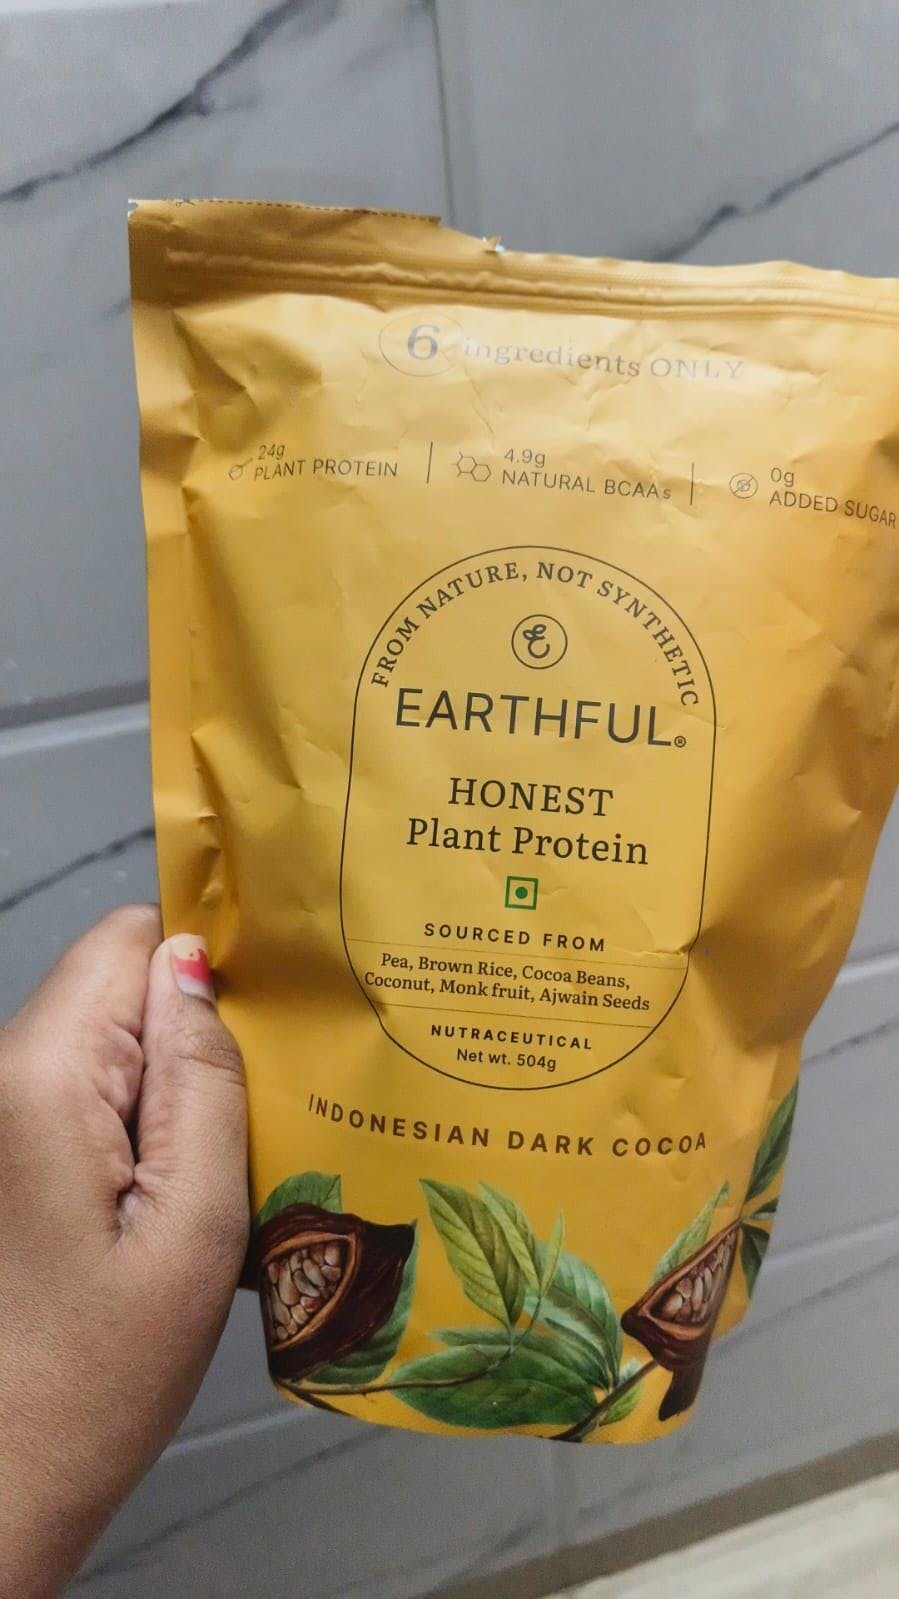 6 ingredients ONLY
24g
PLANT PROTEIN
4.9g
NATURAL BCAAs
0g
ADDED SUGAR
FROM NATURE, NOT SYNTHETIC
EARTHFUL®
HONEST
Plant Protein
SOURCED FROM
Pea, Brown Rice, Cocoa Beans,
Coconut, Monk fruit, Ajwain Seeds
NUTRACEUTICAL
Net wt. 504g
INDONESIAN DARK COCOA